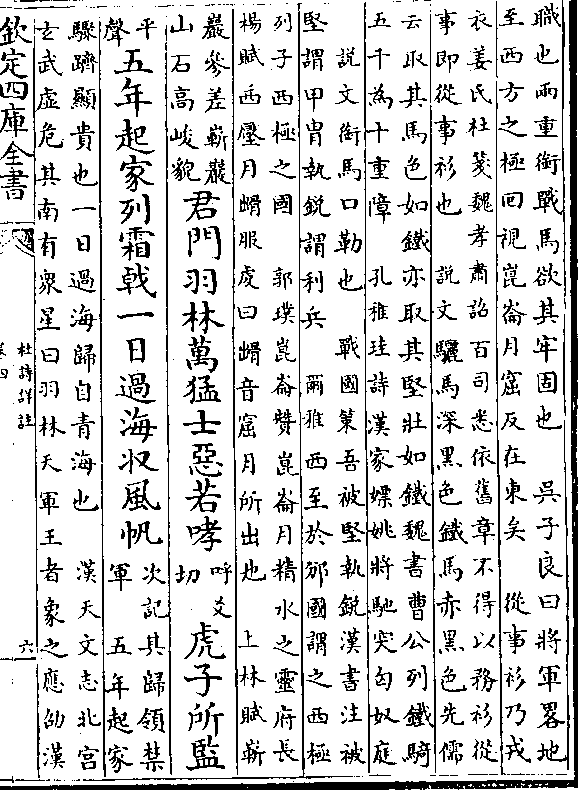 職也兩重銜戰馬欲其牢固也　吳子良曰將軍畧地
至西方之極回視崑崙月窟反在東矣　從事衫乃戎
衣姜氏杜箋魏孝肅詔百司悉依舊章不得以務衫從
事即從事衫也　說文驪馬深黑色鐵馬赤黑色先儒
云取其馬色如鐵亦取其堅壯如鐵魏書曹公列鐵騎
五千為十重障　孔稚珪詩漢家嫖姚將馳突匈奴庭
　說文銜馬口勒也　戰國策吾被堅執銳漢書注被
堅謂甲冑執銳謂利兵　爾雅西至於邠國謂之西極
列子西極之國　郭璞崑崙贊崑崙月精水之靈府長
楊賦西壓月𡿺服虔曰𡿺音窟月所出也　上林賦嶄
巖參差嶄巖
山石高峻貌
君門羽林萬猛士惡若哮
呼爻
切
虎子所監
平
聲
五年起家列霜戟一日過海収風帆
次記其歸領禁
軍　五年起家
驟躋顯貴也一日過海歸自青海也　漢天文志北宮
玄武虛危其南有衆星曰羽林天軍王者象之應劭漢
欽定四庫全書
杜詩詳註
卷四
六